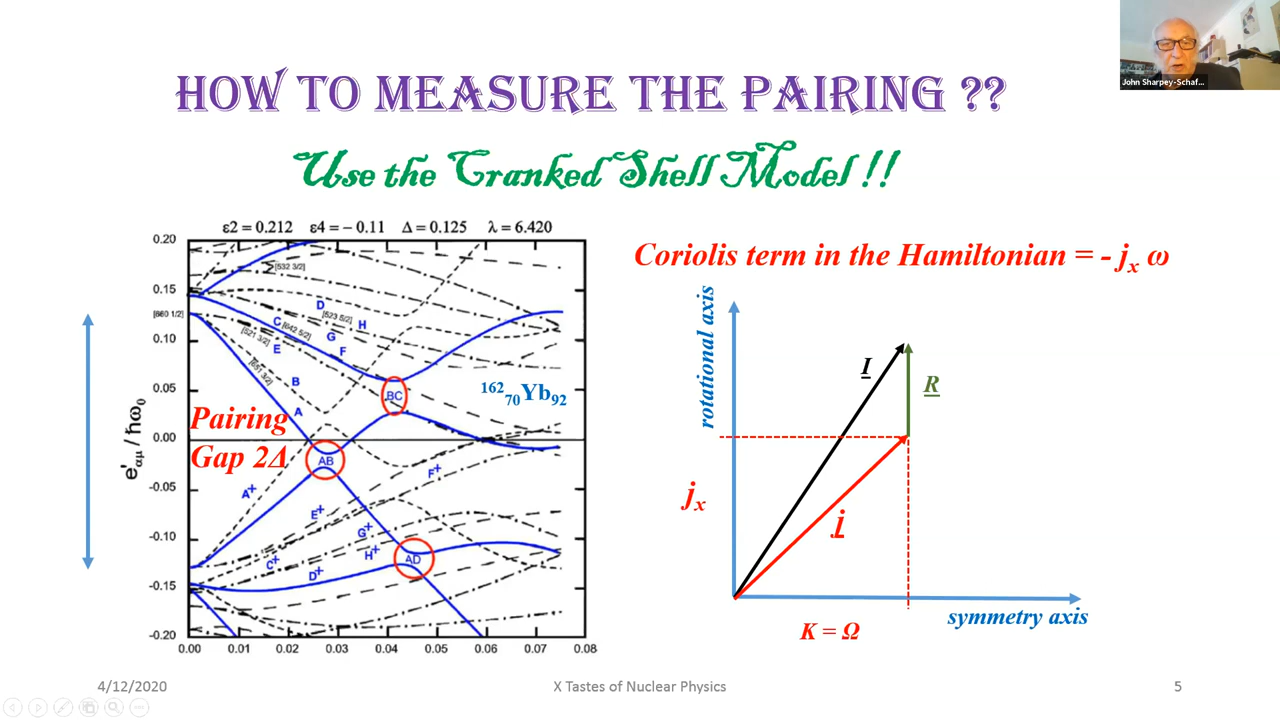 John Sharpey-Schaf...
HOW TO MEASURE THE PAIRING ??
Use the Cranked Shell Model !!
ε2 = 0.212 ε4 = − 0.11 Δ = 0.125 λ = 6.420
0.20
0.15
[660 1/2]
0.10
0.05
0.00
-0.05
-0.10
-0.15
-0.20
e'αμ / ħω0
[532 3/2]
D
[523 5/2]
H
C
[642 5/2]
G
[521 3/2]
E
F
[651 3/2]
B
A
BC
162 70Yb92
Pairing
Gap 2Δ
AB
F+
A+
E+
G+
H+
AD
C+
D+
0.00 0.01 0.02 0.03 0.04 0.05 0.06 0.07 0.08
Coriolis term in the Hamiltonian = - jx ω
rotational axis
I
R
jx
j
symmetry axis
K = Ω
4/12/2020
X Tastes of Nuclear Physics
5